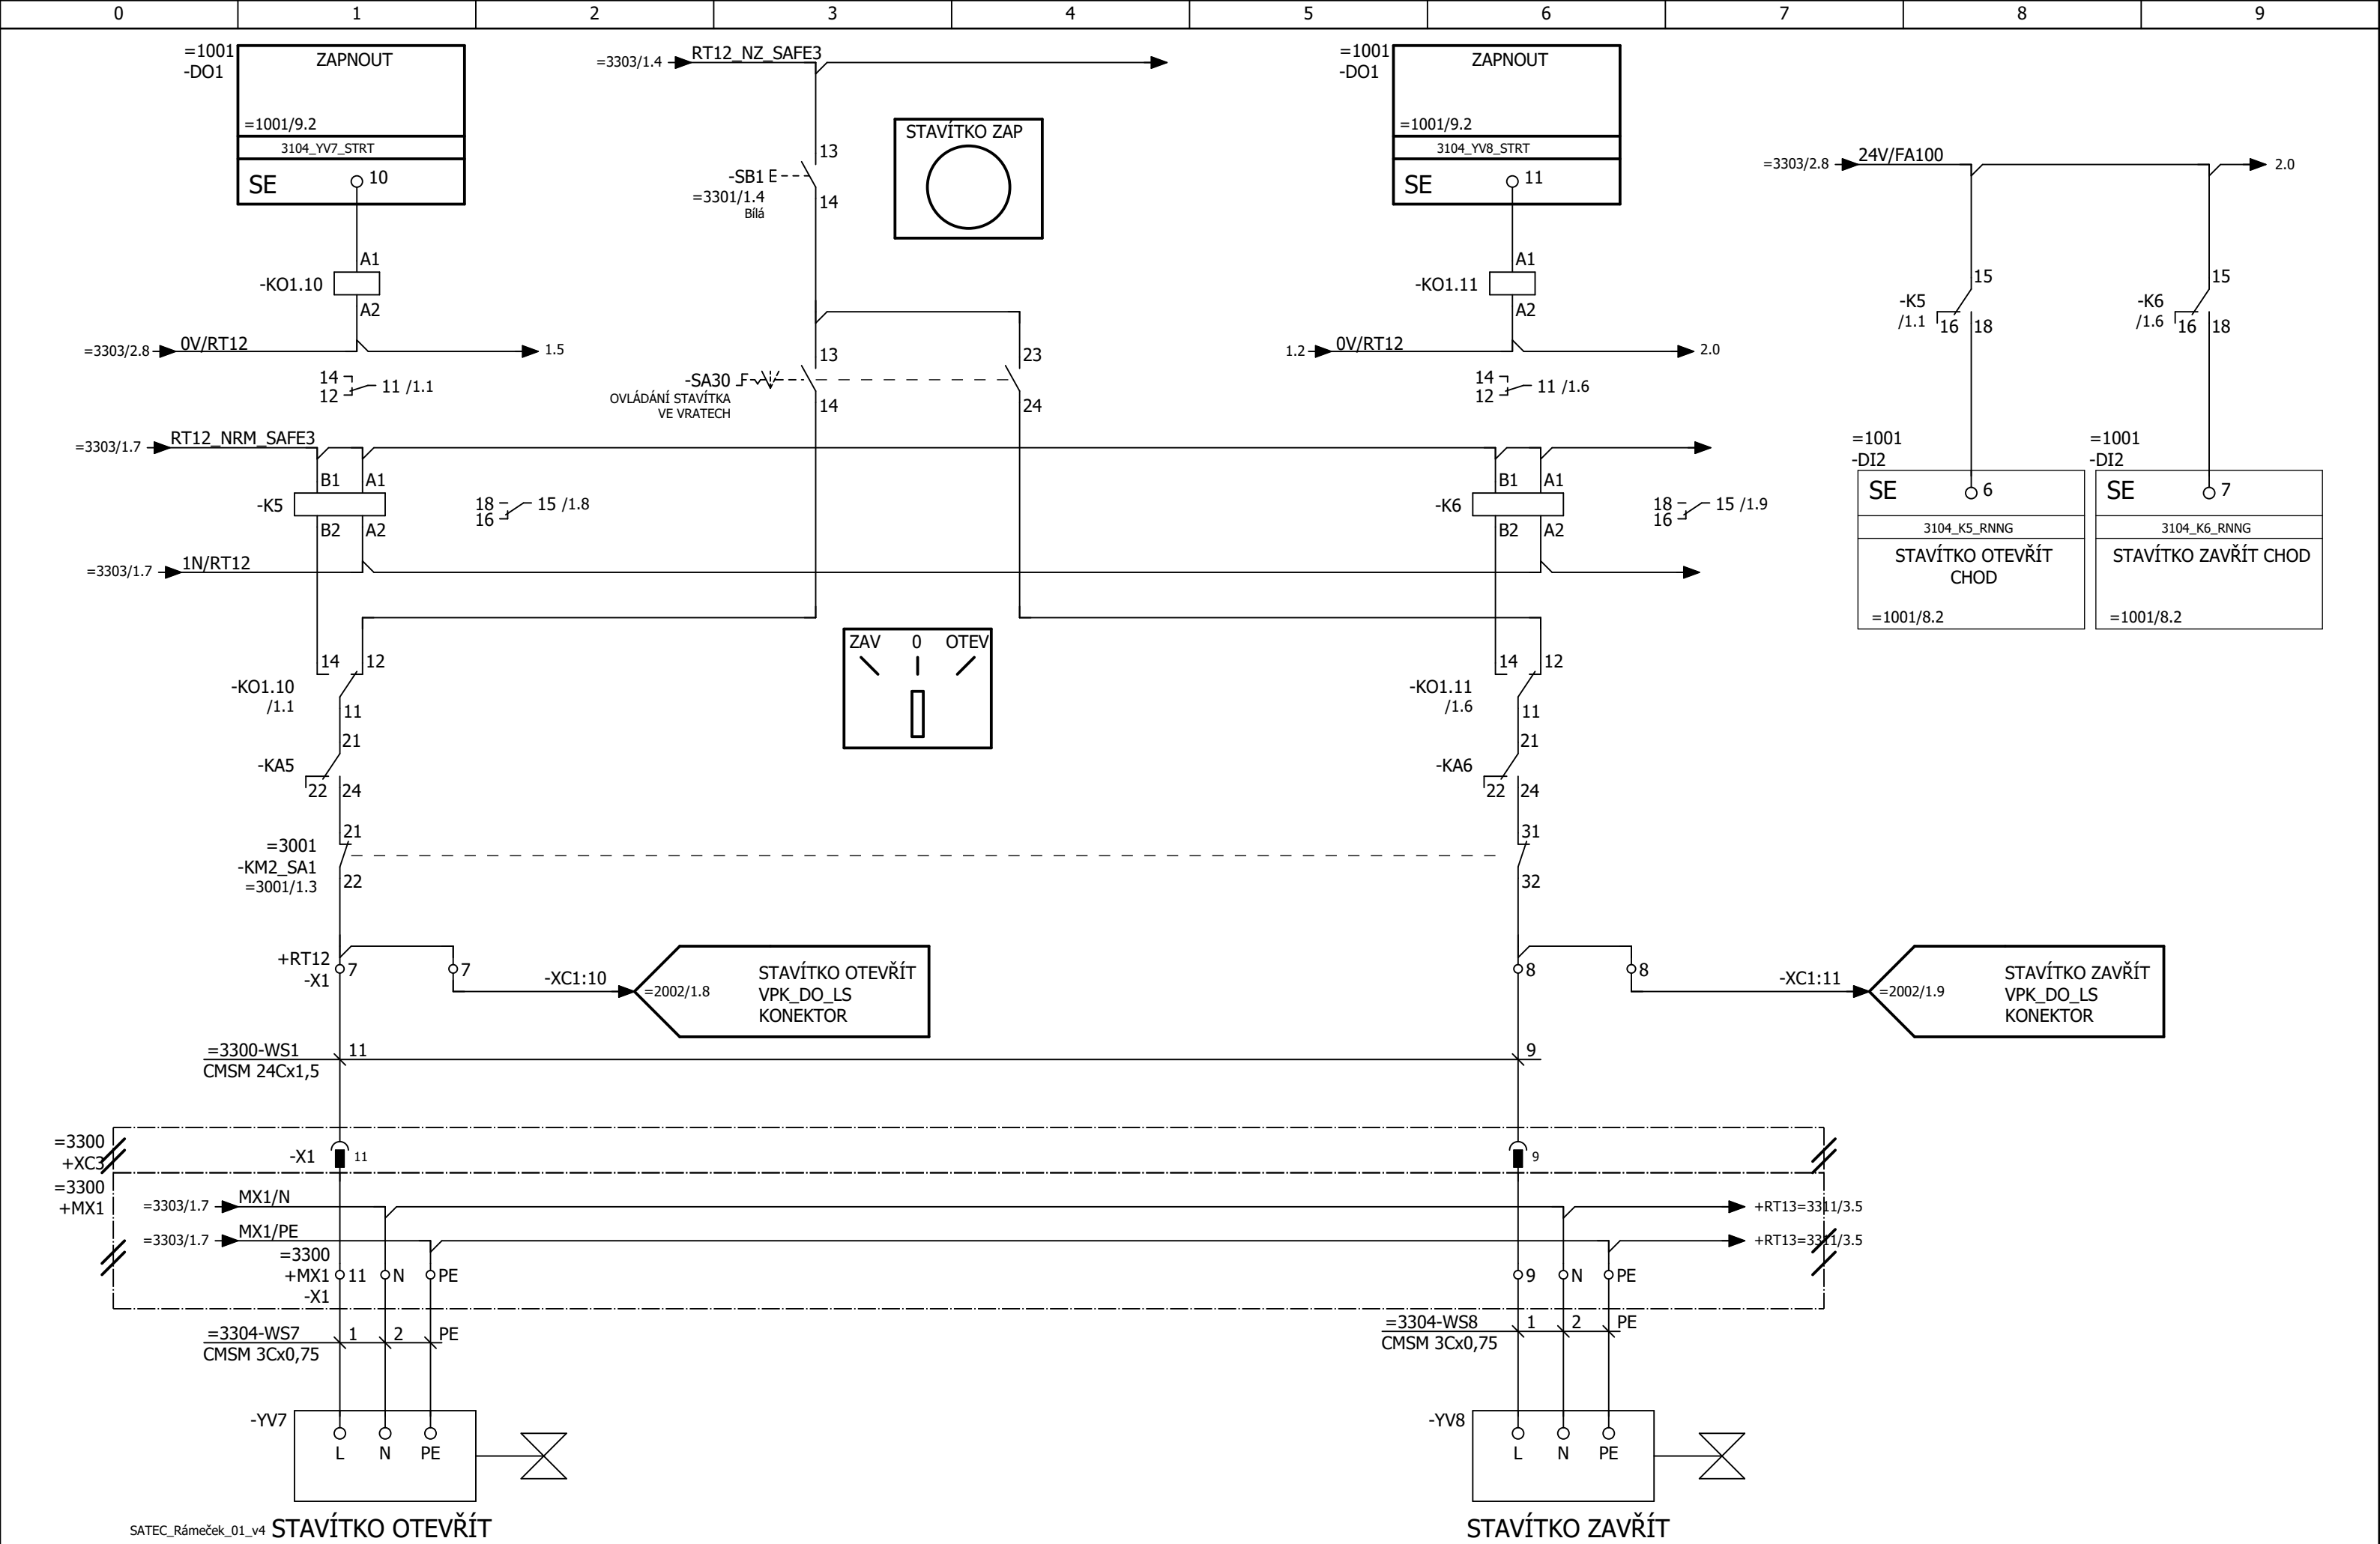 0 1 2 3 4 5 6 7 8 9
=1001
-DO1
ZAPNOUT
=1001/9.2
3104_YV7_STRT
SE
10
A1
-KO1.10
A2
=3303/2.8
0V/RT12
1.5
14
12
11 /1.1
=3303/1.4
RT12_NZ_SAFE3
STAVÍTKO ZAP
13
-SB1
=3301/1.4
Bílá
14
13
23
-SA30
OVLÁDÁNÍ STAVÍTKA
VE VRATECH
14
24
=1001
-DO1
ZAPNOUT
=1001/9.2
3104_YV8_STRT
SE
11
A1
-KO1.11
A2
1.2
0V/RT12
2.0
14
12
11 /1.6
=3303/2.8
24V/FA100
2.0
15
-K5
/1.1
16
18
15
-K6
/1.6
16
18
=1001
-DI2
SE
6
3104_K5_RNNG
STAVÍTKO OTEVŘÍT
CHOD
=1001/8.2
=1001
-DI2
SE
7
3104_K6_RNNG
STAVÍTKO ZAVŘÍT CHOD
=1001/8.2
=3303/1.7
RT12_NRM_SAFE3
B1
A1
-K5
B2
A2
18
16
15 /1.8
B1
A1
-K6
B2
A2
18
16
15 /1.9
=3303/1.7
1N/RT12
ZAV 0 OTEV
14
12
-KO1.10
/1.1
11
21
-KA5
22
24
21
=3001
-KM2_SA1
=3001/1.3
22
14
12
-KO1.11
/1.6
11
21
-KA6
22
24
31
32
+RT12
-X1
7
7
-XC1:10
=2002/1.8
STAVÍTKO OTEVŘÍT
VPK_DO_LS
KONEKTOR
8
8
-XC1:11
=2002/1.9
STAVÍTKO ZAVŘÍT
VPK_DO_LS
KONEKTOR
=3300-WS1
CMSM 24Cx1,5
11
9
=3300
+XC3
-X1
11
9
=3300
+MX1
=3303/1.7
MX1/N
+RT13=3311/3.5
=3303/1.7
MX1/PE
+RT13=3311/3.5
=3300
+MX1
-X1
11
N
PE
9
N
PE
=3304-WS7
CMSM 3Cx0,75
1
2
PE
=3304-WS8
CMSM 3Cx0,75
1
2
PE
-YV7
L
N
PE
-YV8
L
N
PE
SATEC_Rámeček_01_v4
STAVÍTKO OTEVŘÍT
STAVÍTKO ZAVŘÍT